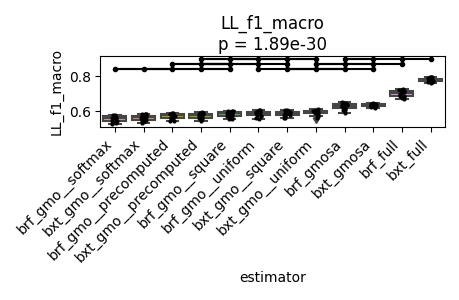 LL_f1_macro
p = 1.89e-30
LL_f1_macro
0.8
0.6
brf_gmo__softmax
bxt_gmo__softmax
brf_gmo__precomputed
bxt_gmo__precomputed
brf_gmo__square
brf_gmo__uniform
bxt_gmo__square
bxt_gmo__uniform
brf_gmosa
bxt_gmosa
brf_full
bxt_full
estimator